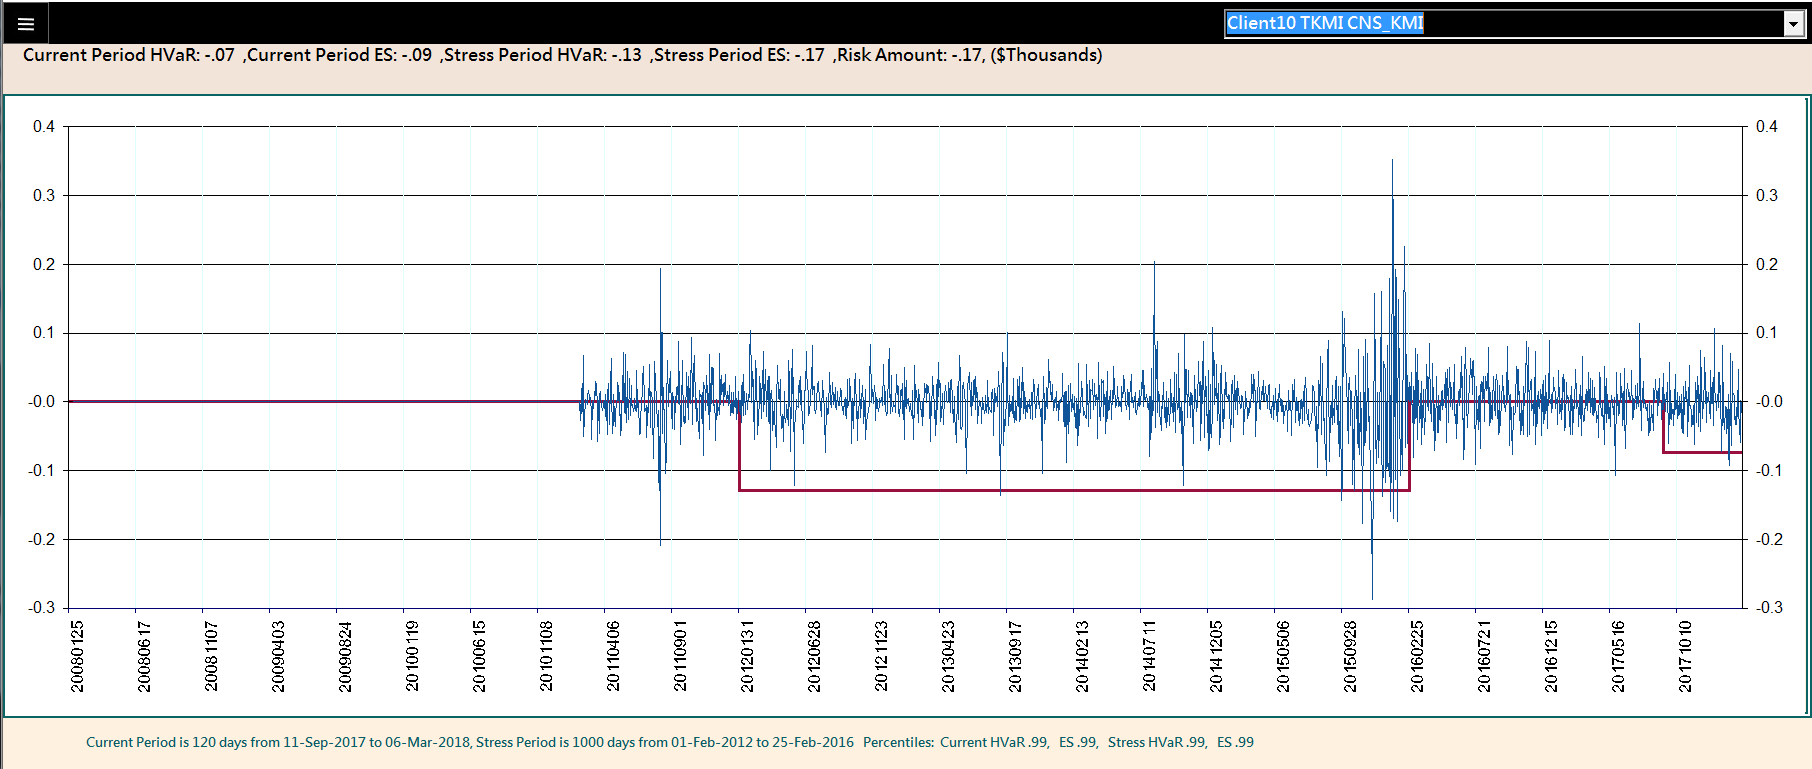 Client10 TKMI CNS_KMI
Current Period HVaR: -.07 ,Current Period ES: -.09 ,Stress Period HVaR: -.13 ,Stress Period ES: -.17 ,Risk Amount: -.17, ($Thousands)
0.4 0.4
0.3 0.3
0.2 0.2
0.1 0.1
-0.0 -0.0
-0.1 -0.1
-0.2 -0.2
-0.3 -0.3
20080125 20080617 20081107 20090403 20090824 20100119 20100615 20101108 20110406 20110901 20120131 20120628 20121123 20130423 20130917 20140213 20140711 20141205 20150506 20150928 20160225 20160721 20161215 20170516 20171010
Current Period is 120 days from 11-Sep-2017 to 06-Mar-2018, Stress Period is 1000 days from 01-Feb-2012 to 25-Feb-2016 Percentiles: Current HVaR .99, ES .99, Stress HVaR .99, ES .99